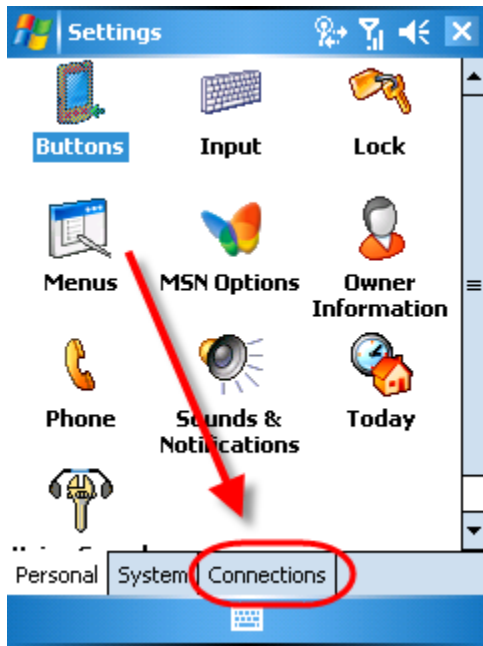 Settings
Buttons
Input
Lock
Menus
MSN Options
Owner
Information
Phone
Sounds &
Notifications
Today
Personal
System
Connections